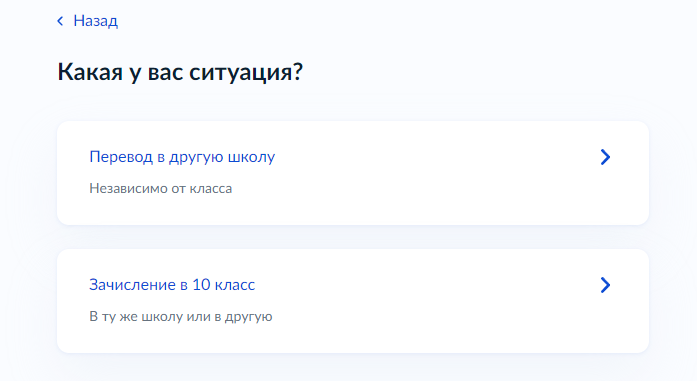 Назад
Какая у вас ситуация?
Перевод в другую школу
Независимо от класса
Зачисление в 10 класс
В ту же школу или в другую